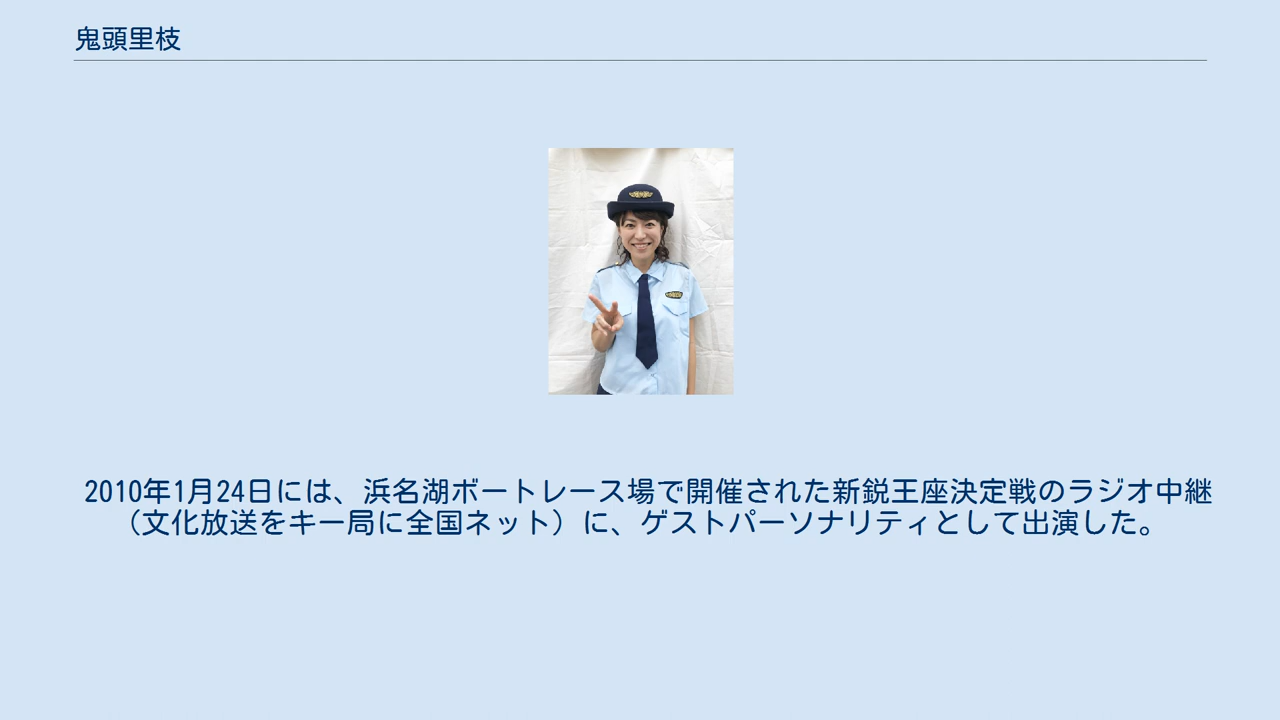 鬼頭里枝
2010年1月24日には、浜名湖ボートレース場で開催された新鋭王座決定戦のラジオ中継
（文化放送をキー局に全国ネット）に、ゲストパーソナリティとして出演した。